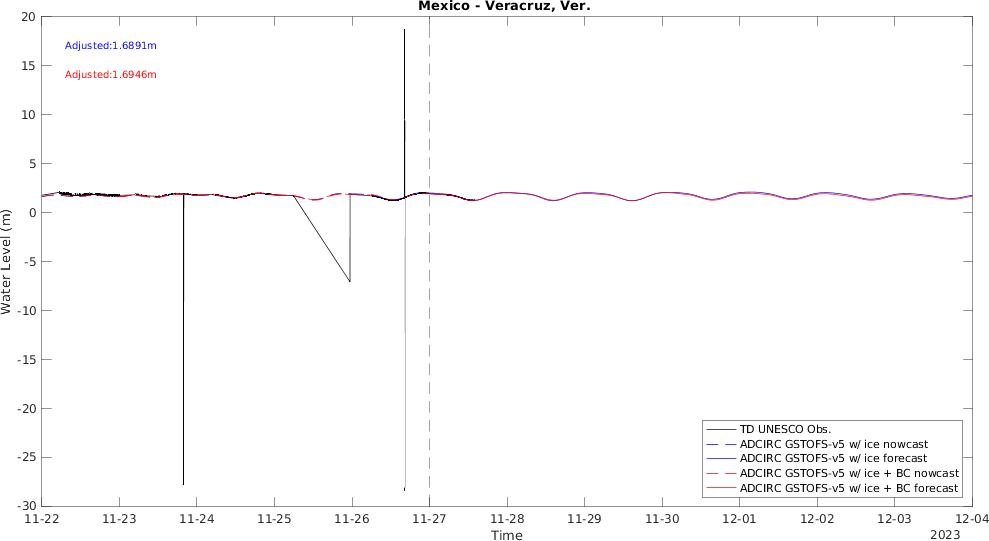 Mexico - Veracruz, Ver.
20
15
10
5
0
-5
-10
-15
-20
-25
-30
Water Level (m)
Adjusted:1.6891m
Adjusted:1.6946m
TD UNESCO Obs.
ADCIRC GSTOFS-v5 w/ ice nowcast
ADCIRC GSTOFS-v5 w/ ice forecast
ADCIRC GSTOFS-v5 w/ ice + BC nowcast
ADCIRC GSTOFS-v5 w/ ice + BC forecast
11-22 11-23 11-24 11-25 11-26 11-27 11-28 11-29 11-30 12-01 12-02 12-03 12-04
Time
2023